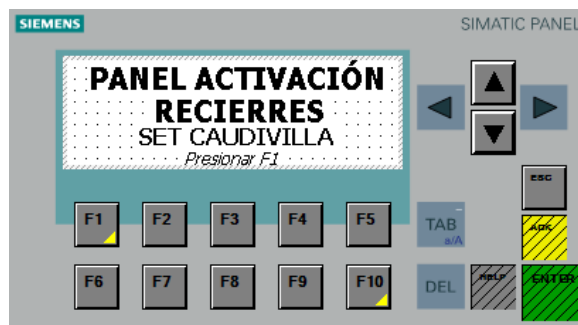 SIEMENS
SIMATIC PANEL
PANEL ACTIVACIÓN
RECIERRES
SET CAUDIVILLA
Presionar F1
ESC
F1 F2 F3 F4 F5
TAB
a/A
ACK
F6 F7 F8 F9 F10
DEL
HELP
ENTER